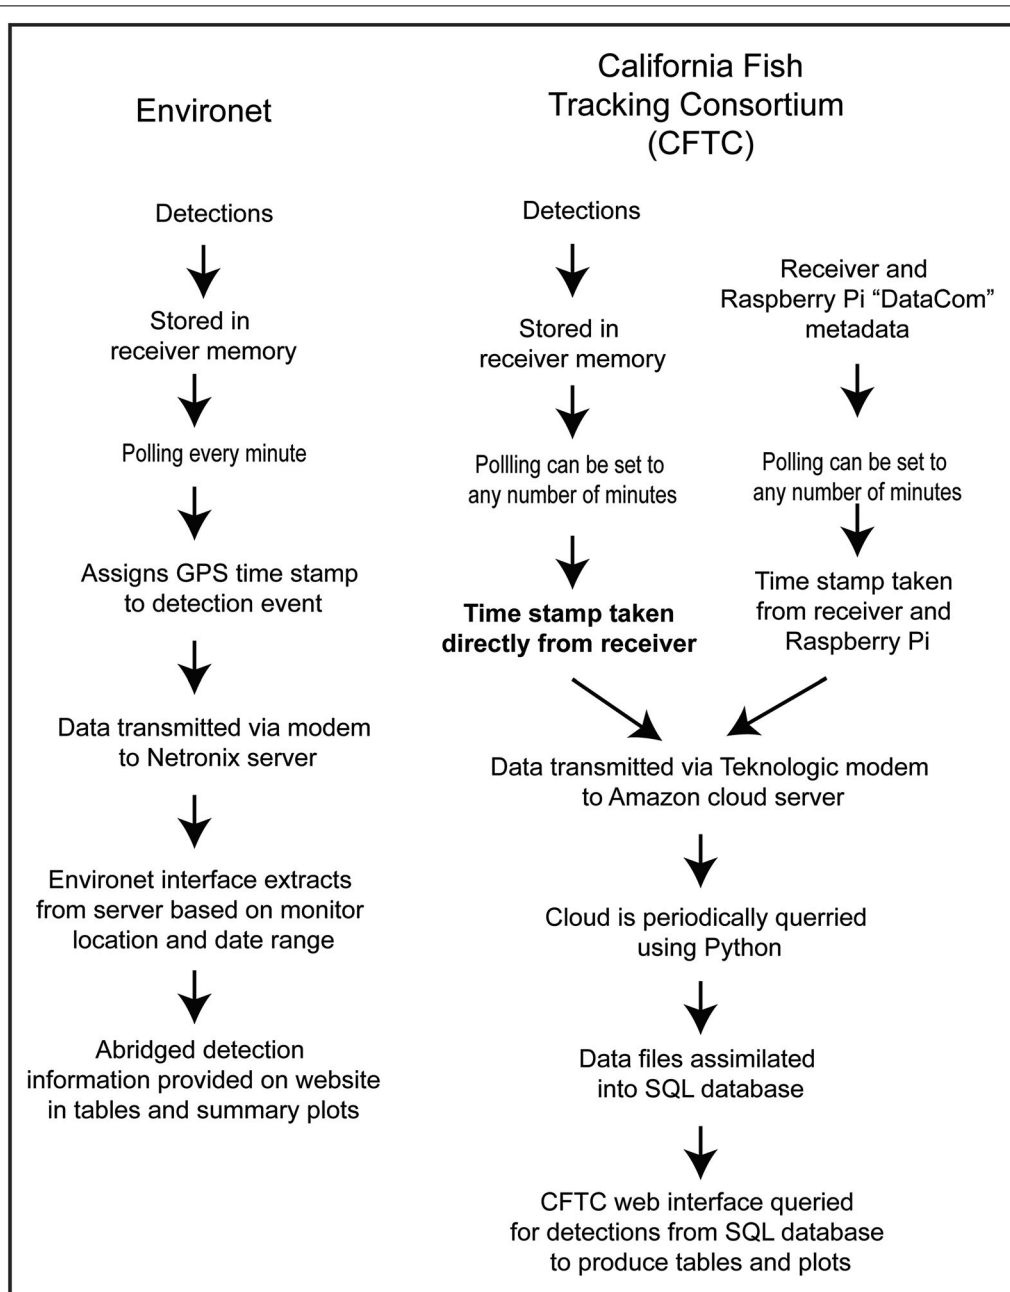 Environet
Detections
Stored in
receiver memory
Polling every minute
Assigns GPS time stamp
to detection event
Data transmitted via modem
to Netronix server
Environet interface extracts
from server based on monitor
location and date range
Abridged detection
information provided on website
in tables and summary plots
California Fish
Tracking Consortium
(CFTC)
Detections
Stored in
receiver memory
Pollling can be set to
any number of minutes
Time stamp taken
directly from receiver
Receiver and
Raspberry Pi “DataCom”
metadata
Polling can be set to
any number of minutes
Time stamp taken
from receiver and
Raspberry Pi
Data transmitted via Teknologic modem
to Amazon cloud server
Cloud is periodically querried
using Python
Data files assimilated
into SQL database
CFTC web interface queried
for detections from SQL database
to produce tables and plots